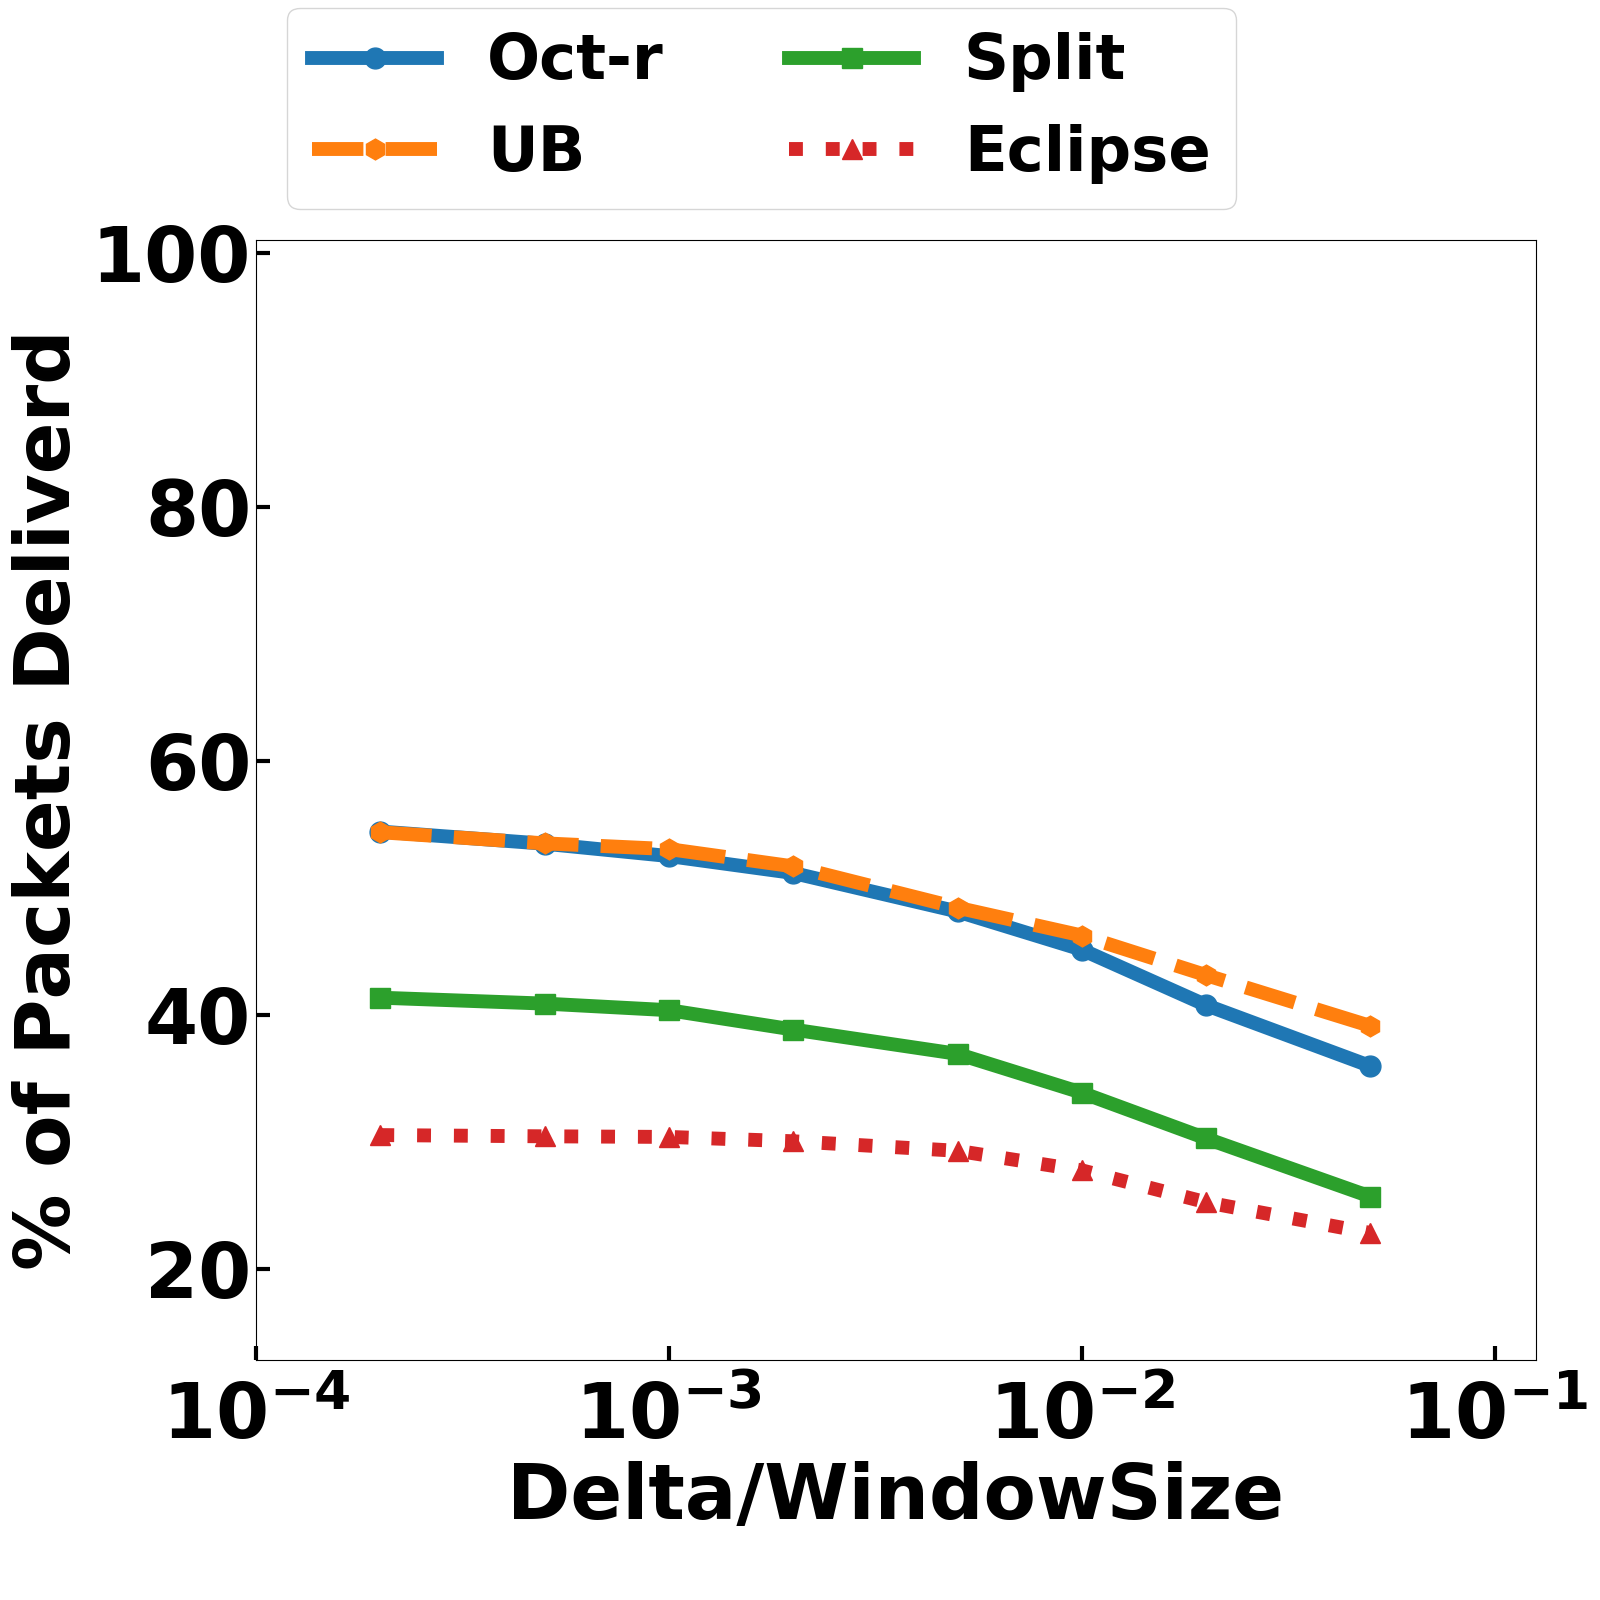 Oct-r
UB
Split
Eclipse
100
80
60
40
20
% of Packets Deliverd
10⁻⁴
10⁻³
10⁻²
10⁻¹
Delta/WindowSize